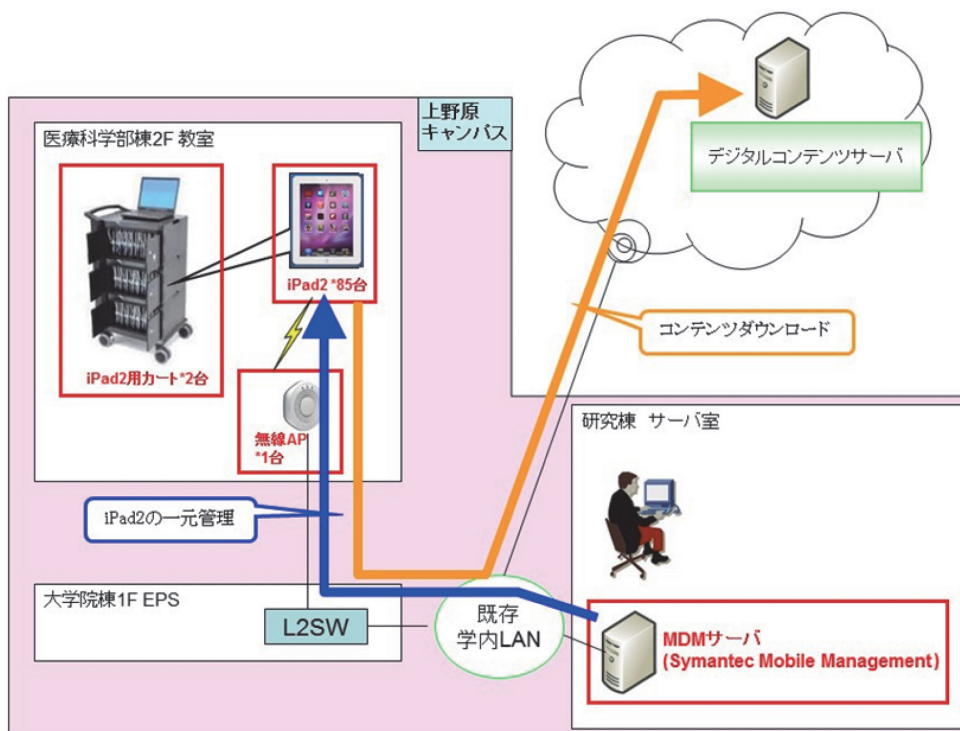 上野原
キャンパス
医療科学部棟2F 教室
iPad2 *85台
iPad2用カート*2台
無線AP
*1台
デジタルコンテンツサーバ
コンテンツダウンロード
iPad2の一元管理
研究棟 サーバ室
大学院棟1F EPS
L2SW
既存
学内LAN
MDMサーバ
(Symantec Mobile Management)